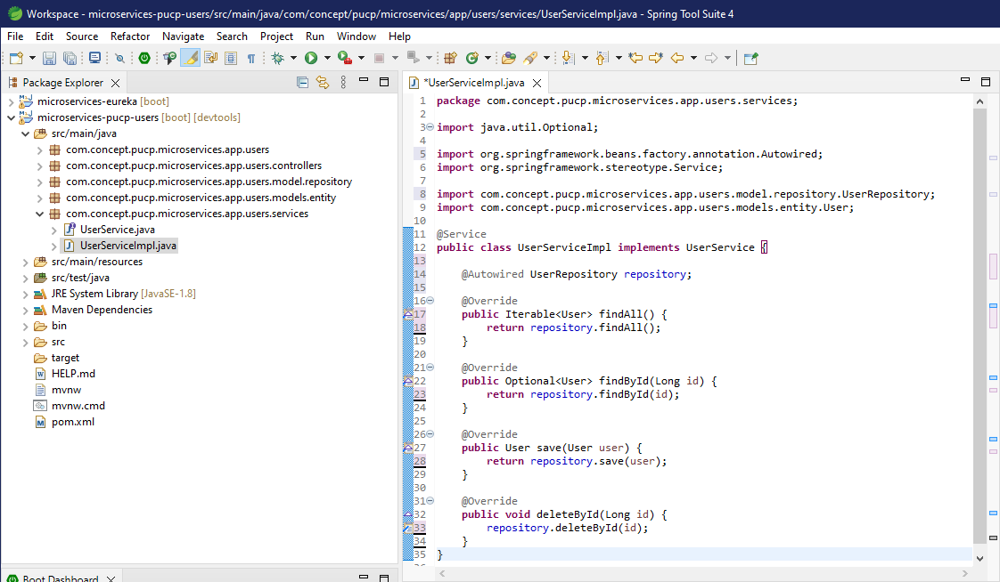 Workspace - microservices-pucp-users/src/main/java/com/concept/pucp/microservices/app/users/services/UserServiceImpl.java - Spring Tool Suite 4
File Edit Source Refactor Navigate Search Project Run Window Help
Package Explorer
microservices-eureka [boot]
microservices-pucp-users [boot] [devtools]
src/main/java
com.concept.pucp.microservices.app.users
com.concept.pucp.microservices.app.users.controllers
com.concept.pucp.microservices.app.users.model.repository
com.concept.pucp.microservices.app.users.models.entity
com.concept.pucp.microservices.app.users.services
UserService.java
UserServiceImpl.java
src/main/resources
src/test/java
JRE System Library [JavaSE-1.8]
Maven Dependencies
bin
src
target
HELP.md
mvnw
mvnw.cmd
pom.xml
Boot Dashboard
*UserServiceImpl.java
1 package com.concept.pucp.microservices.app.users.services;
2
3 import java.util.Optional;
4
5 import org.springframework.beans.factory.annotation.Autowired;
6 import org.springframework.stereotype.Service;
7
8 import com.concept.pucp.microservices.app.users.model.repository.UserRepository;
9 import com.concept.pucp.microservices.app.users.models.entity.User;
10
11 @Service
12 public class UserServiceImpl implements UserService {
13
14     @Autowired UserRepository repository;
15
16     @Override
17     public Iterable<User> findAll() {
18         return repository.findAll();
19     }
20
21     @Override
22     public Optional<User> findById(Long id) {
23         return repository.findById(id);
24     }
25
26     @Override
27     public User save(User user) {
28         return repository.save(user);
29     }
30
31     @Override
32     public void deleteById(Long id) {
33         repository.deleteById(id);
34     }
35 }